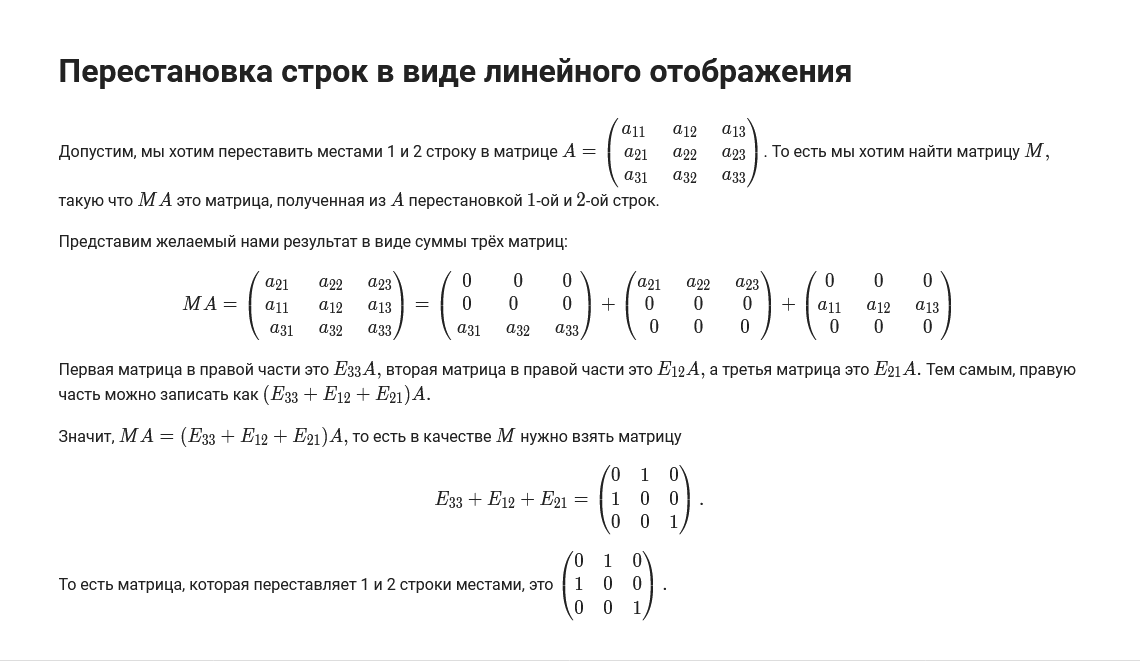 Перестановка строк в виде линейного отображения
Допустим, мы хотим переставить местами 1 и 2 строку в матрице $A = \begin{pmatrix} a_{11} & a_{12} & a_{13} \\ a_{21} & a_{22} & a_{23} \\ a_{31} & a_{32} & a_{33} \end{pmatrix}$. То есть мы хотим найти матрицу $M$,
такую что $MA$ это матрица, полученная из $A$ перестановкой $1$-ой и $2$-ой строк.
Представим желаемый нами результат в виде суммы трёх матриц:
$MA = \begin{pmatrix} a_{21} & a_{22} & a_{23} \\ a_{11} & a_{12} & a_{13} \\ a_{31} & a_{32} & a_{33} \end{pmatrix} = \begin{pmatrix} 0 & 0 & 0 \\ 0 & 0 & 0 \\ a_{31} & a_{32} & a_{33} \end{pmatrix} + \begin{pmatrix} a_{21} & a_{22} & a_{23} \\ 0 & 0 & 0 \\ 0 & 0 & 0 \end{pmatrix} + \begin{pmatrix} 0 & 0 & 0 \\ a_{11} & a_{12} & a_{13} \\ 0 & 0 & 0 \end{pmatrix}$
Первая матрица в правой части это $E_{33}A$, вторая матрица в правой части это $E_{12}A$, а третья матрица это $E_{21}A$. Тем самым, правую
часть можно записать как $(E_{33} + E_{12} + E_{21})A$.
Значит, $MA = (E_{33} + E_{12} + E_{21})A$, то есть в качестве $M$ нужно взять матрицу
$E_{33} + E_{12} + E_{21} = \begin{pmatrix} 0 & 1 & 0 \\ 1 & 0 & 0 \\ 0 & 0 & 1 \end{pmatrix}$.
То есть матрица, которая переставляет 1 и 2 строки местами, это $\begin{pmatrix} 0 & 1 & 0 \\ 1 & 0 & 0 \\ 0 & 0 & 1 \end{pmatrix}$.